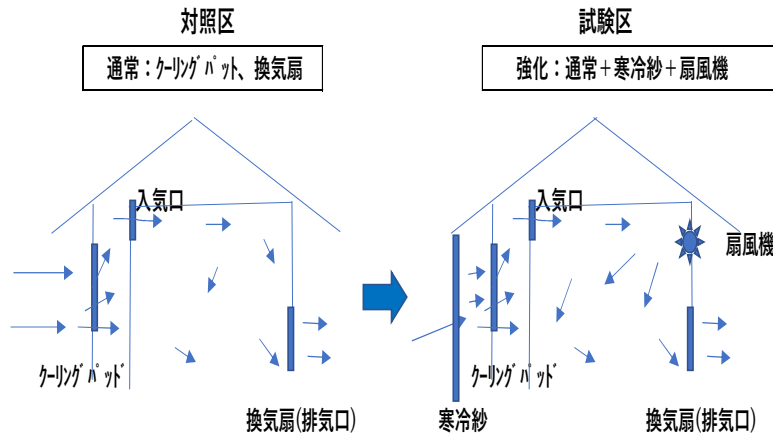 対照区
試験区
通常：ｸｰﾘﾝｸﾞﾊﾟｯﾄ、換気扇
強化：通常＋寒冷紗＋扇風機
入気口
入気口
扇風機
ｸｰﾘﾝｸﾞﾊﾟｯﾄﾞ
ｸｰﾘﾝｸﾞﾊﾟｯﾄﾞ
換気扇(排気口)
寒冷紗
換気扇(排気口)